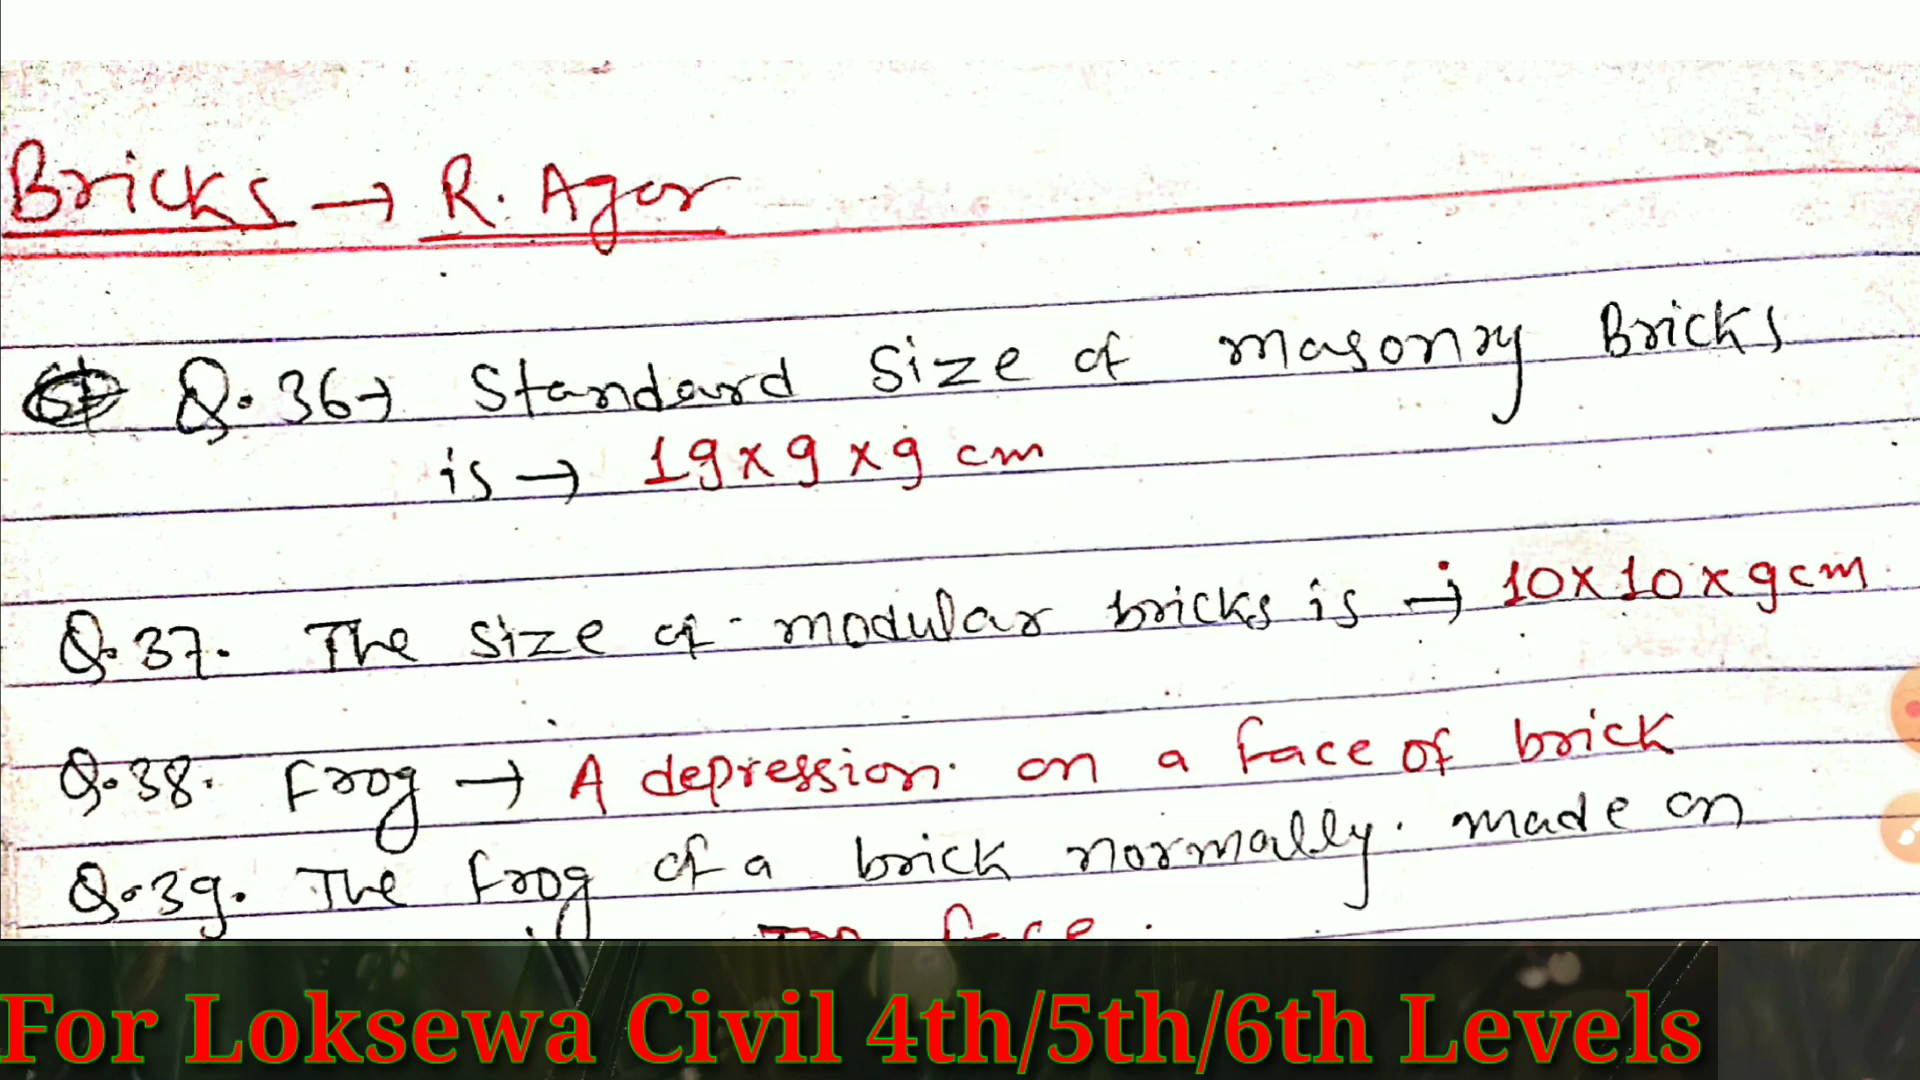 Bricks → R. Agor
Q. 36→ Standard Size of masonry Bricks
is → 19x9x9 cm
Q. 37. The size of modular bricks is → 10x10x9cm.
Q. 38. Frog → A depression on a face of brick
Q. 39. The frog of a brick normally made on
Top face.
For Loksewa Civil 4th/5th/6th Levels